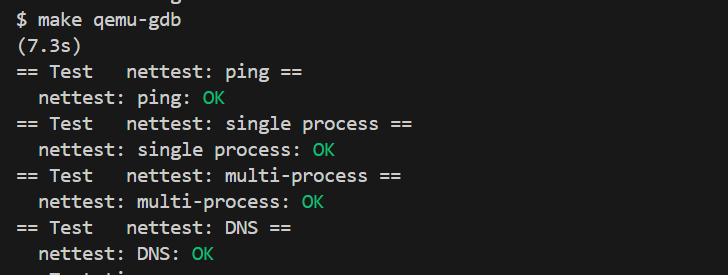 $ make qemu-gdb
(7.3s)
== Test   nettest: ping ==
  nettest: ping: OK
== Test   nettest: single process ==
  nettest: single process: OK
== Test   nettest: multi-process ==
  nettest: multi-process: OK
== Test   nettest: DNS ==
  nettest: DNS: OK